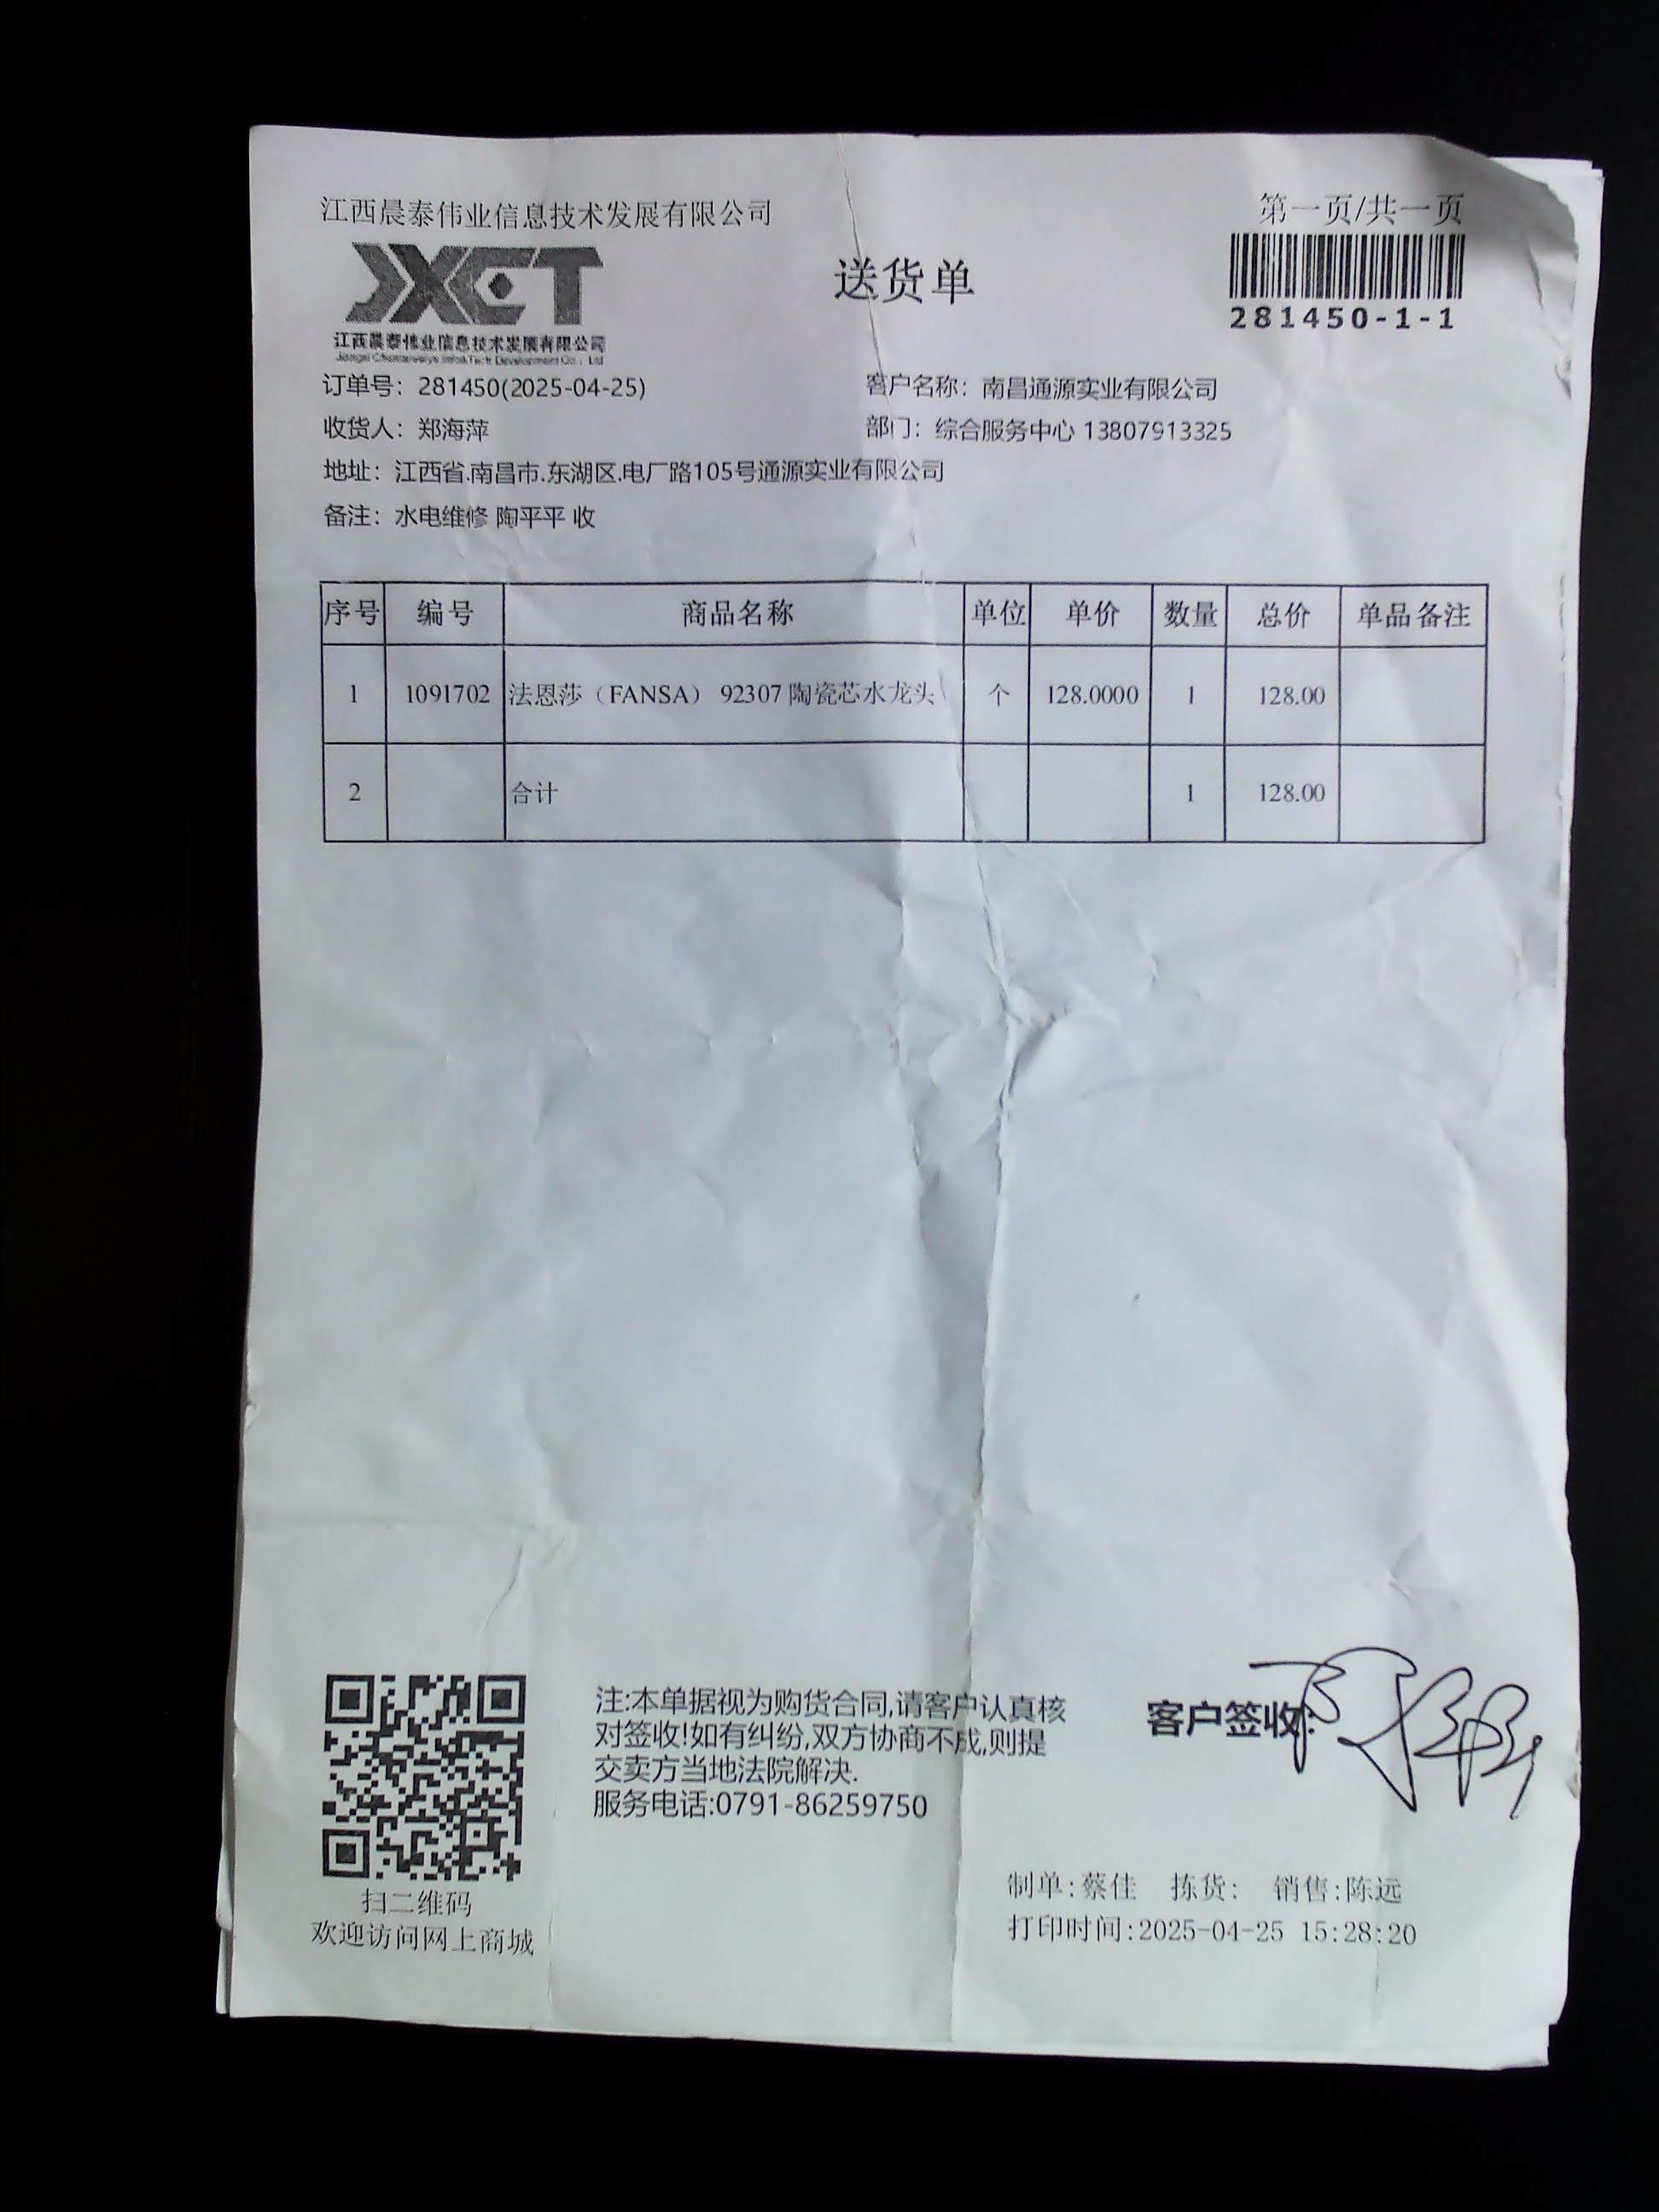 江西晨泰伟业信息技术发展有限公司
第一页/共一页
JXCT
江西晨泰伟业信息技术发展有限公司
送货单
281450-1-1
订单号：281450(2025-04-25)
客户名称：南昌通源实业有限公司
收货人：郑海萍
部门：综合服务中心 13807913325
地址：江西省.南昌市.东湖区.电厂路105号通源实业有限公司
备注：水电维修 陶平平 收
序号 编号 商品名称 单位 单价 数量 总价 单品备注
1 1091702 法恩莎（FANSA） 92307 陶瓷芯水龙头 个 128.0000 1 128.00
2 合计 1 128.00
注:本单据视为购货合同,请客户认真核
对签收!如有纠纷,双方协商不成,则提
交卖方当地法院解决.
服务电话:0791-86259750
客户签收:
扫二维码
欢迎访问网上商城
制单:蔡佳 拣货: 销售:陈远
打印时间:2025-04-25 15:28:20